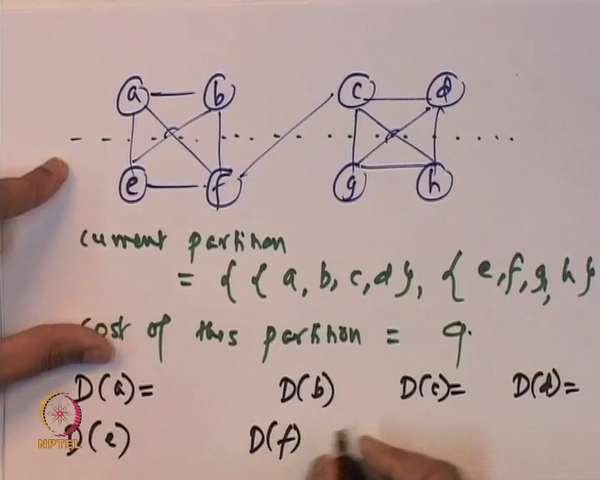 a b c d
e f g h
current partition
= { { a, b, c, d }, { e, f, g, h }
cost of this partition = 9.
D(a)= D(b) D(c)= D(d)=
D(e) D(f)
NPTEL